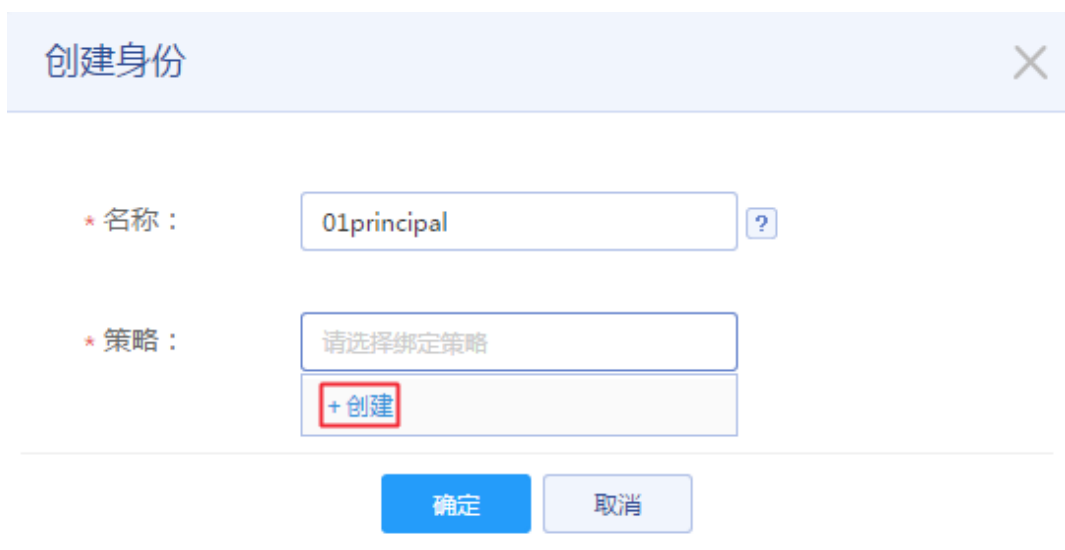 创建身份
* 名称：
01principal
?
* 策略：
请选择绑定策略
+ 创建
确定
取消